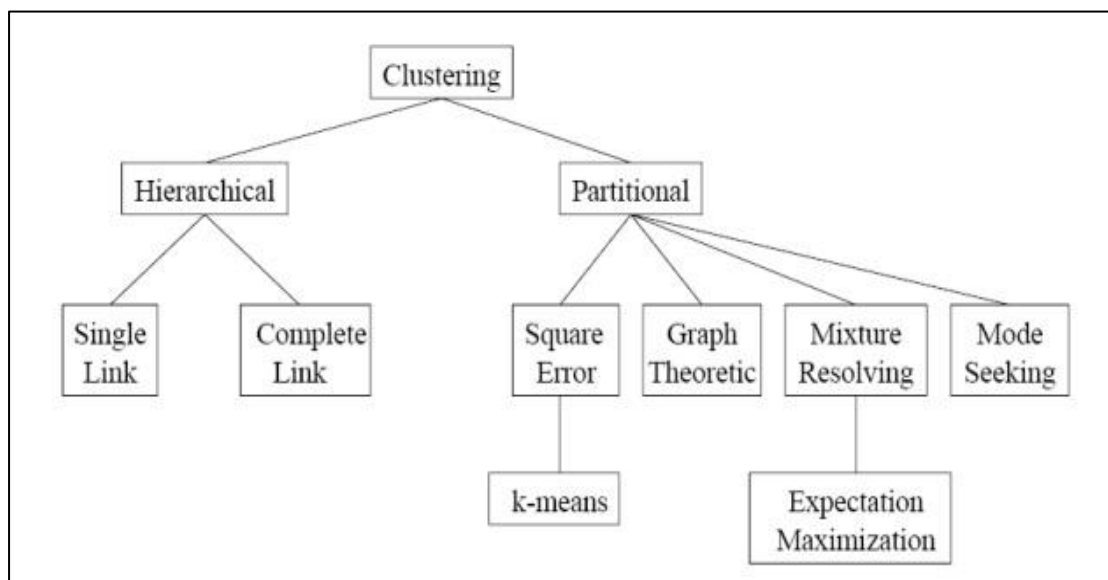 Clustering
Hierarchical
Partitional
Single
Link
Complete
Link
Square
Error
Graph
Theoretic
Mixture
Resolving
Mode
Seeking
k-means
Expectation
Maximization